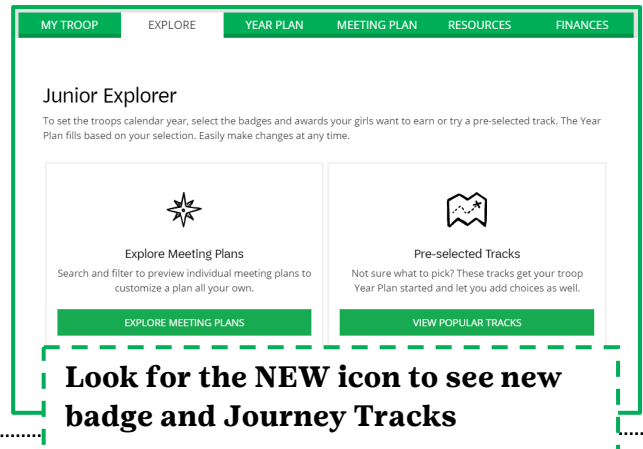 MY TROOP EXPLORE YEAR PLAN MEETING PLAN RESOURCES FINANCES
Junior Explorer
To set the troops calendar year, select the badges and awards your girls want to earn or try a pre-selected track. The Year
Plan fills based on your selection. Easily make changes at any time.
Explore Meeting Plans
Search and filter to preview individual meeting plans to
customize a plan all your own.
EXPLORE MEETING PLANS
Pre-selected Tracks
Not sure what to pick? These tracks get your troop
Year Plan started and let you add choices as well.
VIEW POPULAR TRACKS
Look for the NEW icon to see new
badge and Journey Tracks